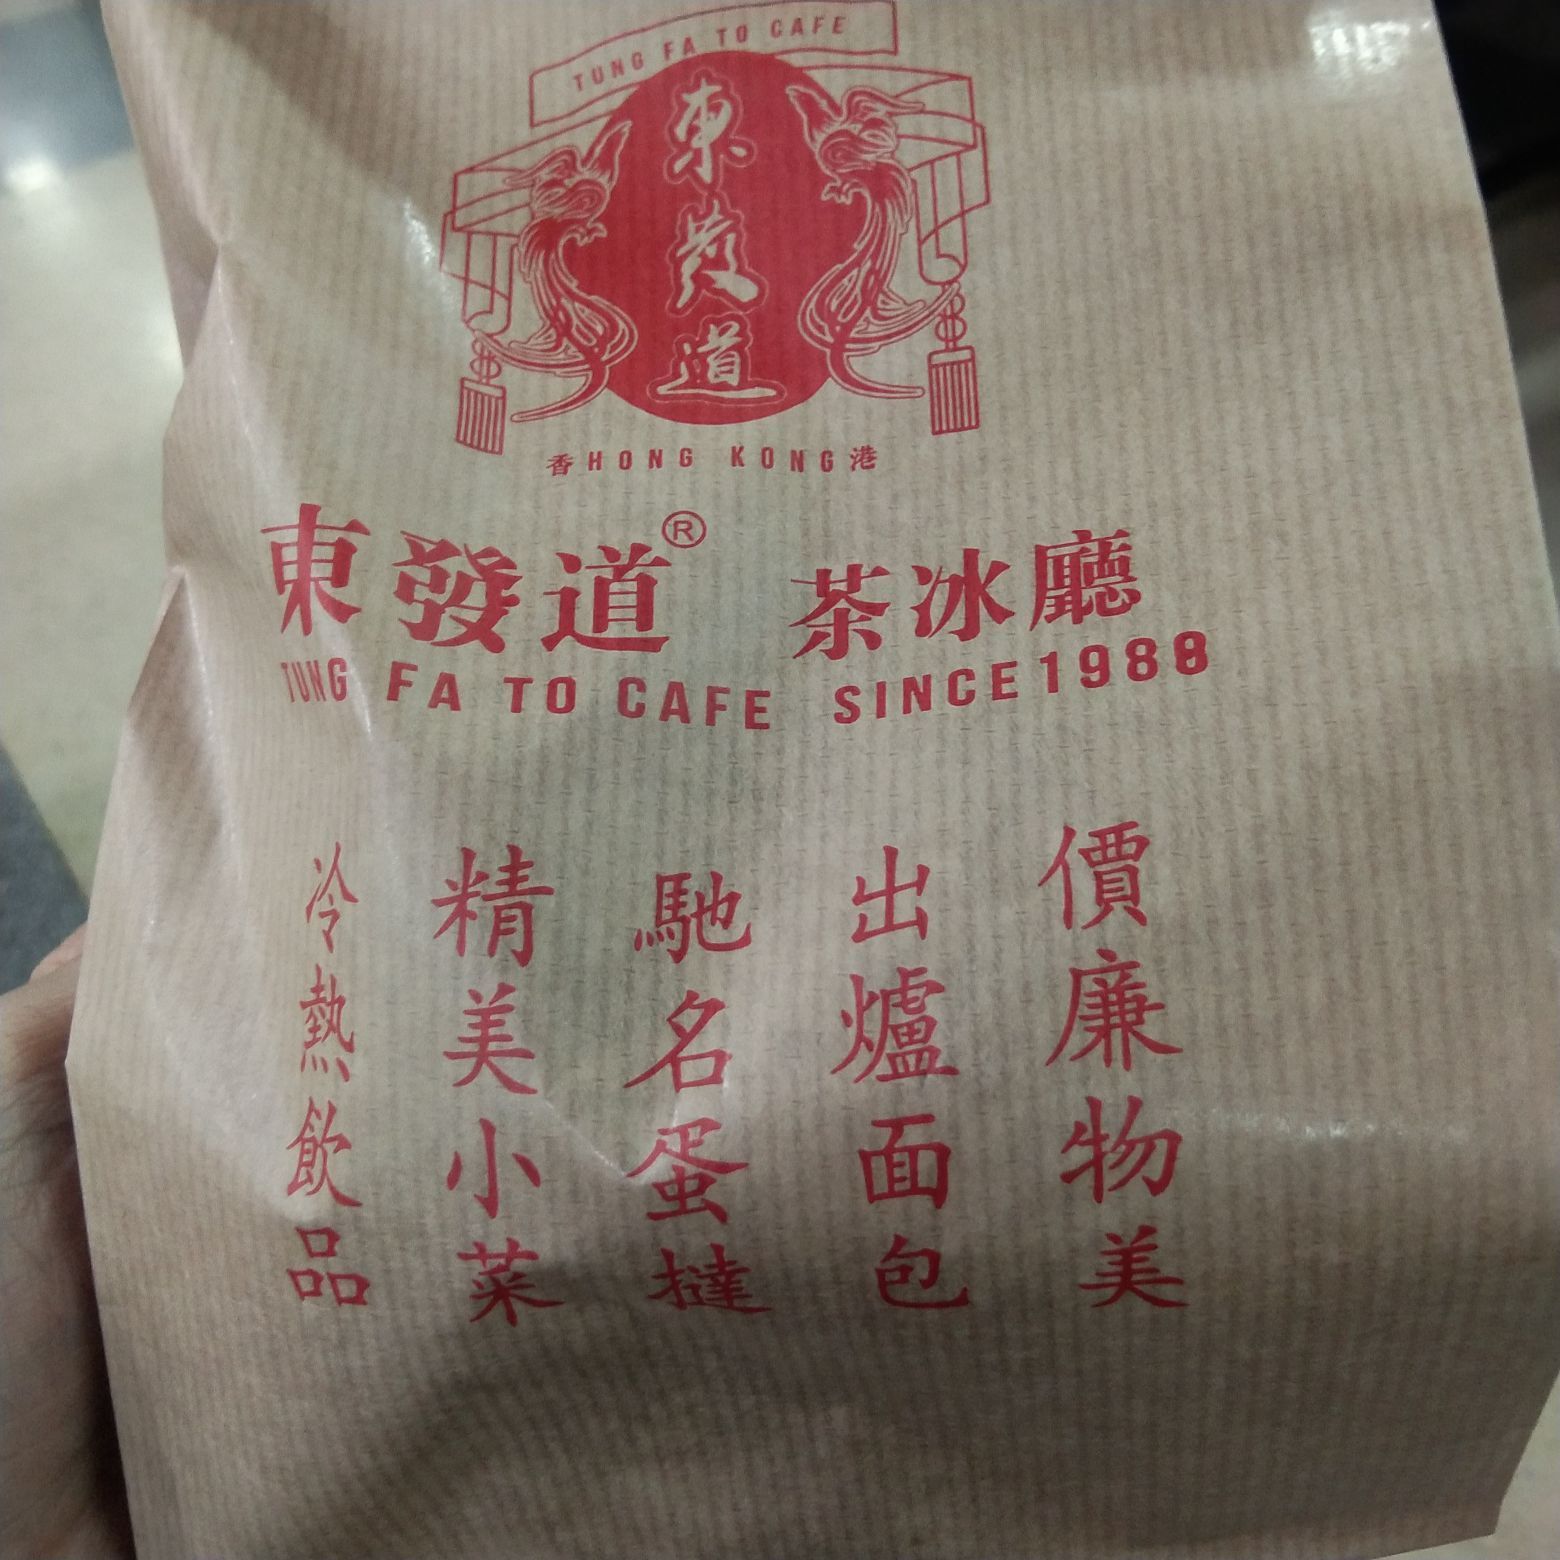 TUNG FA TO CAFE
東發道
香HONG KONG港
東發道® 茶冰廳
TUNG FA TO CAFE SINCE1988
價廉物美
出爐面包
馳名蛋撻
精美小菜
冷熱飲品